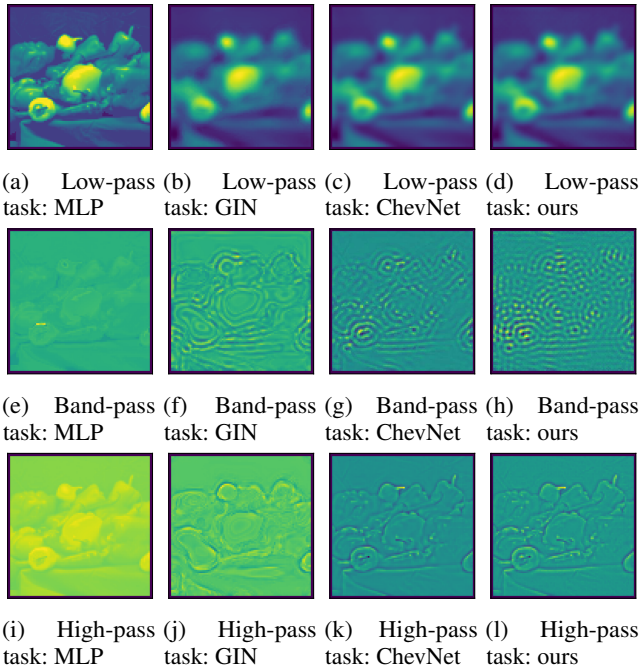 (a) Low-pass
task: MLP
(b) Low-pass
task: GIN
(c) Low-pass
task: ChevNet
(d) Low-pass
task: ours
(e) Band-pass
task: MLP
(f) Band-pass
task: GIN
(g) Band-pass
task: ChevNet
(h) Band-pass
task: ours
(i) High-pass
task: MLP
(j) High-pass
task: GIN
(k) High-pass
task: ChevNet
(l) High-pass
task: ours